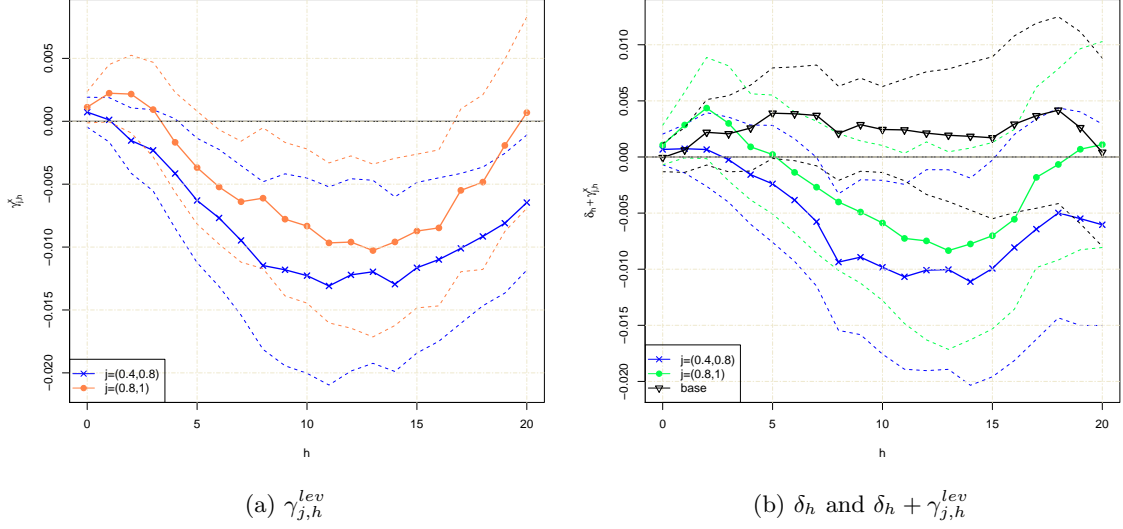 0.005
0.000
−0.005
−0.010
−0.015
−0.020
γ^X_{j,h}
j=(0.4,0.8)
j=(0.8,1)
0 5 10 15 20
h
(a) γ^{lev}_{j,h}
0.010
0.005
0.000
−0.005
−0.010
−0.015
−0.020
δ_h + γ^X_{j,h}
j=(0.4,0.8)
j=(0.8,1)
base
0 5 10 15 20
h
(b) δ_h and δ_h + γ^{lev}_{j,h}